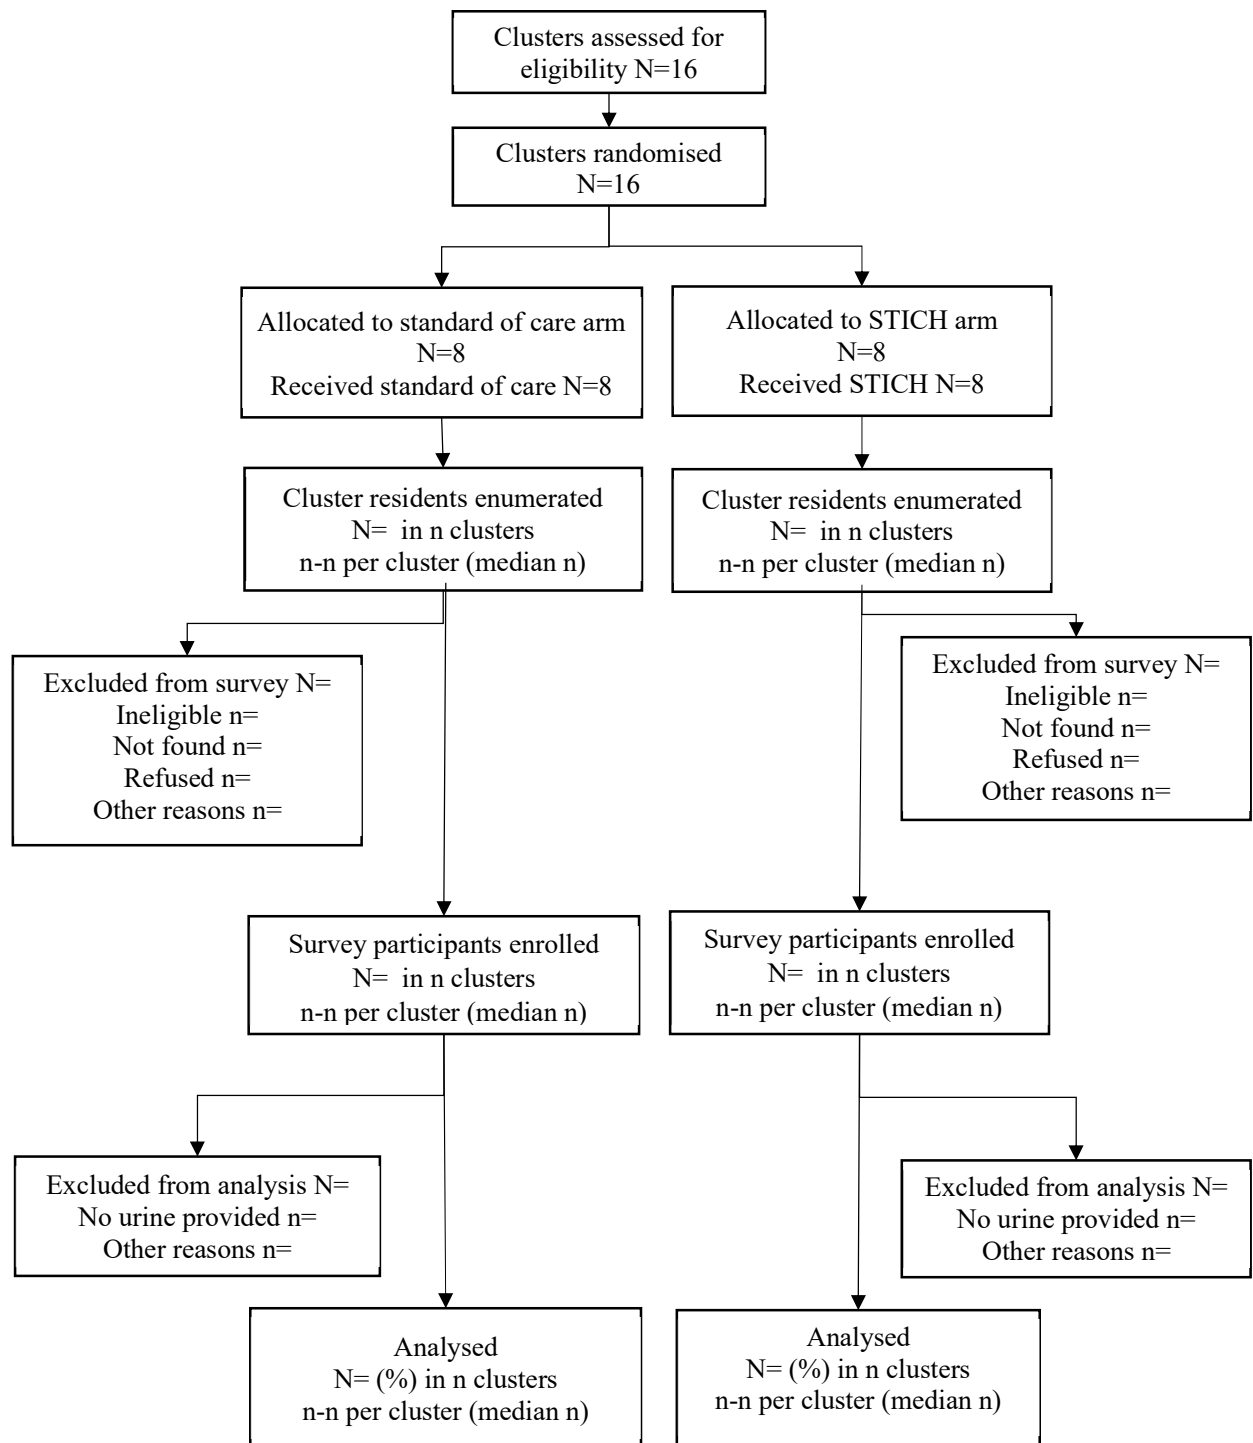 Clusters assessed for
eligibility N=16
Clusters randomised
N=16
Allocated to standard of care arm
N=8
Received standard of care N=8
Allocated to STICH arm
N=8
Received STICH N=8
Cluster residents enumerated
N=  in n clusters
n-n per cluster (median n)
Cluster residents enumerated
N=  in n clusters
n-n per cluster (median n)
Excluded from survey N=
Ineligible n=
Not found n=
Refused n=
Other reasons n=
Excluded from survey N=
Ineligible n=
Not found n=
Refused n=
Other reasons n=
Survey participants enrolled
N=  in n clusters
n-n per cluster (median n)
Survey participants enrolled
N=  in n clusters
n-n per cluster (median n)
Excluded from analysis N=
No urine provided n=
Other reasons n=
Excluded from analysis N=
No urine provided n=
Other reasons n=
Analysed
N= (%) in n clusters
n-n per cluster (median n)
Analysed
N= (%) in n clusters
n-n per cluster (median n)